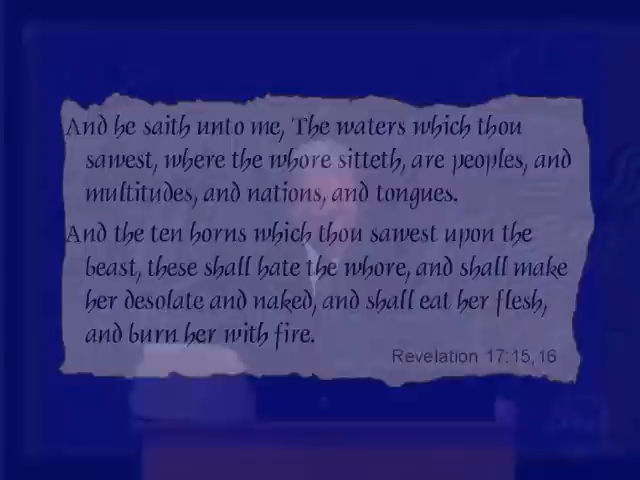 And he saith unto me, The waters which thou
sawest, where the whore sitteth, are peoples, and
multitudes, and nations, and tongues.
And the ten horns which thou sawest upon the
beast, these shall hate the whore, and shall make
her desolate and naked, and shall eat her flesh,
and burn her with fire.
Revelation 17:15,16